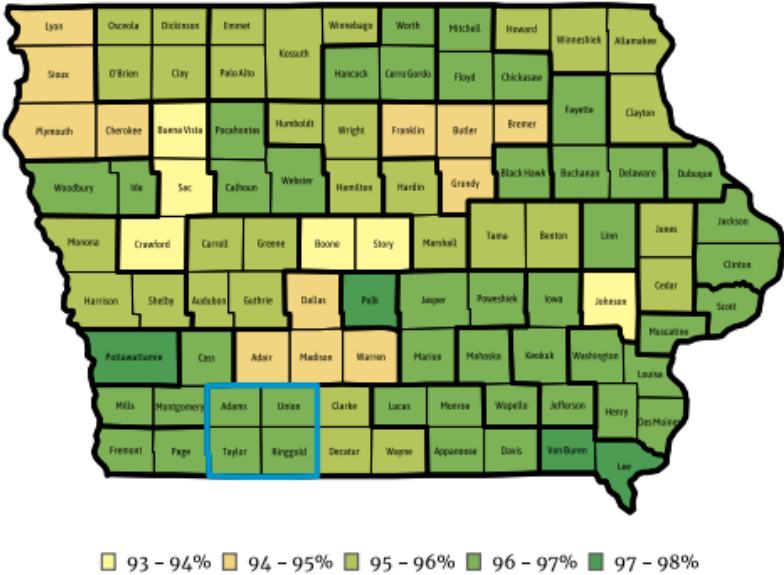 Lyon Osceola Dickinson Emmet Winnebago Worth Mitchell Howard Winneshiek Allamakee
Kossuth
Sioux O'Brien Clay Palo Alto Hancock Cerro Gordo Floyd Chickasaw
Fayette Clayton
Plymouth Cherokee Buena Vista Pocahontas Humboldt Wright Franklin Butler Bremer
Woodbury Ida Sac Calhoun Webster Hamilton Hardin Grundy Black Hawk Buchanan Delaware Dubuque
Monona Crawford Carroll Greene Boone Story Marshall Tama Benton Linn Jones Jackson
Clinton
Harrison Shelby Audubon Guthrie Dallas Polk Jasper Poweshiek Iowa Johnson Cedar Scott
Muscatine
Pottawattamie Cass Adair Madison Warren Marion Mahaska Keokuk Washington Louisa
Mills Montgomery Adams Union Clarke Lucas Monroe Wapello Jefferson Henry Des Moines
Fremont Page Taylor Ringgold Decatur Wayne Appanoose Davis Van Buren Lee
93 – 94% 94 – 95% 95 – 96% 96 – 97% 97 – 98%